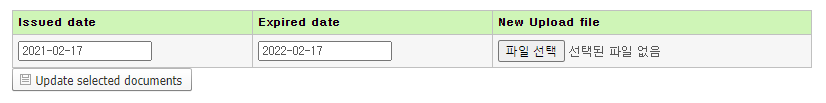 Issued date Expired date New Upload file
2021-02-17 2022-02-17 파일 선택 선택된 파일 없음
Update selected documents